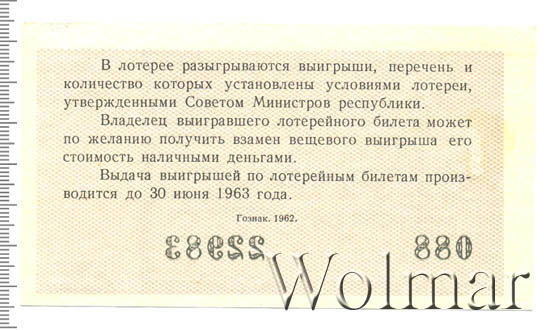 В лотерее разыгрываются выигрыши, перечень и
количество которых установлены условиями лотереи,
утвержденными Советом Министров республики.
Владелец выигравшего лотерейного билета может
по желанию получить взамен вещевого выигрыша его
стоимость наличными деньгами.
Выдача выигрышей по лотерейным билетам произ-
водится до 30 июня 1963 года.
Гознак. 1962.
Wolmar